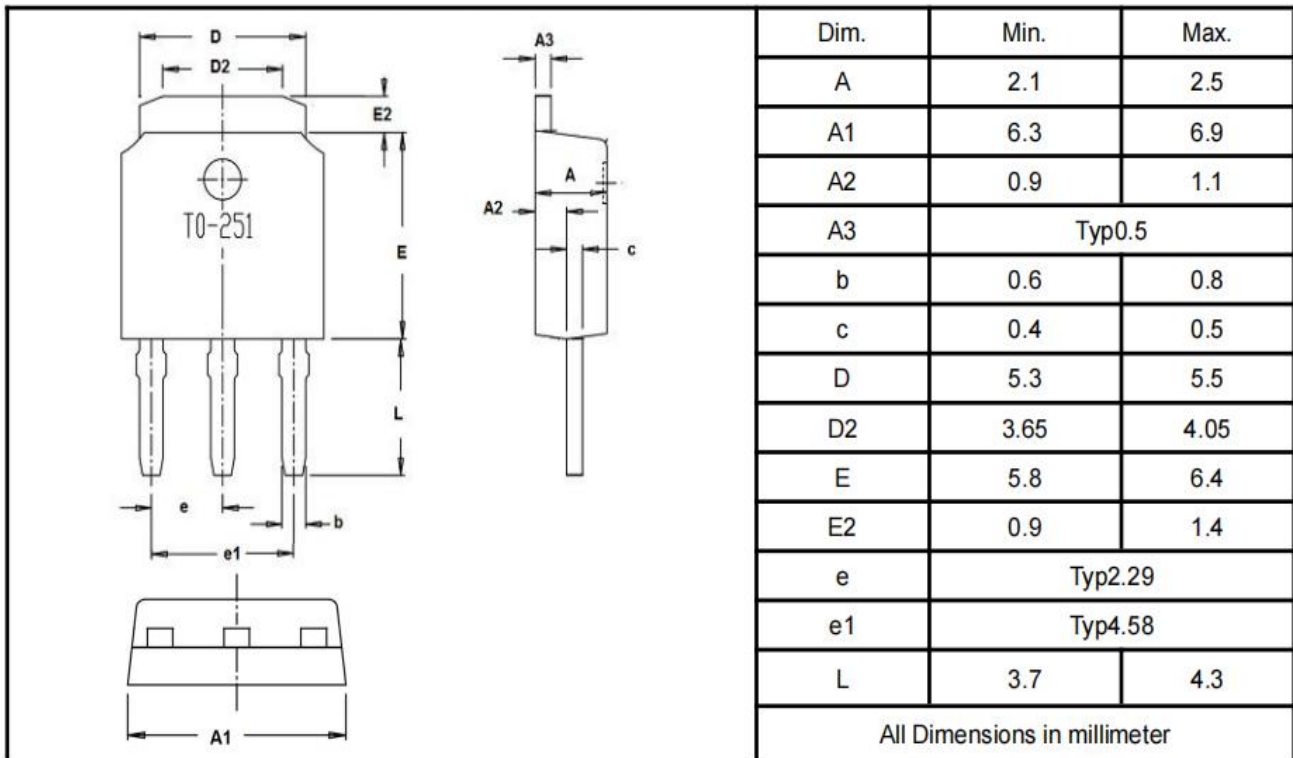 D
D2
E2
TO-251
E
L
e
b
e1
A1
A3
A
A2
c
Dim. Min. Max.
A 2.1 2.5
A1 6.3 6.9
A2 0.9 1.1
A3 Typ0.5
b 0.6 0.8
c 0.4 0.5
D 5.3 5.5
D2 3.65 4.05
E 5.8 6.4
E2 0.9 1.4
e Typ2.29
e1 Typ4.58
L 3.7 4.3
All Dimensions in millimeter